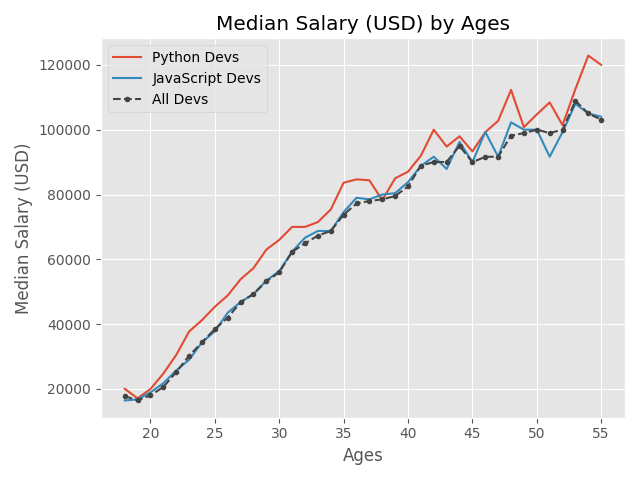 Median Salary (USD) by Ages
Python Devs
JavaScript Devs
All Devs
Median Salary (USD)
120000
100000
80000
60000
40000
20000
20 25 30 35 40 45 50 55
Ages